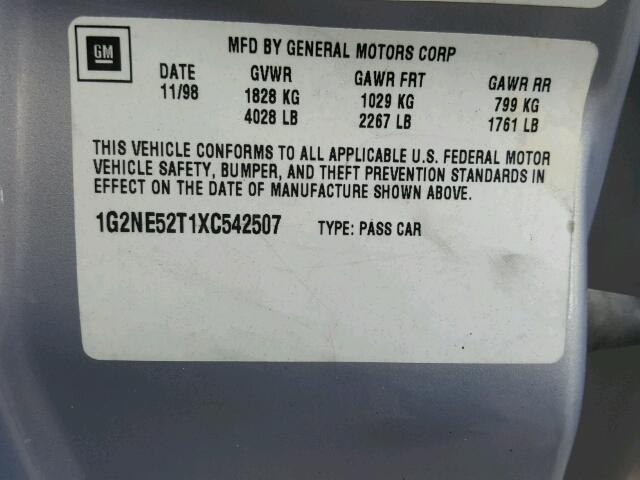 GM
MFD BY GENERAL MOTORS CORP
DATE GVWR GAWR FRT GAWR RR
11/98 1828 KG 1029 KG 799 KG
4028 LB 2267 LB 1761 LB
THIS VEHICLE CONFORMS TO ALL APPLICABLE U.S. FEDERAL MOTOR
VEHICLE SAFETY, BUMPER, AND THEFT PREVENTION STANDARDS IN
EFFECT ON THE DATE OF MANUFACTURE SHOWN ABOVE.
1G2NE52T1XC542507 TYPE: PASS CAR